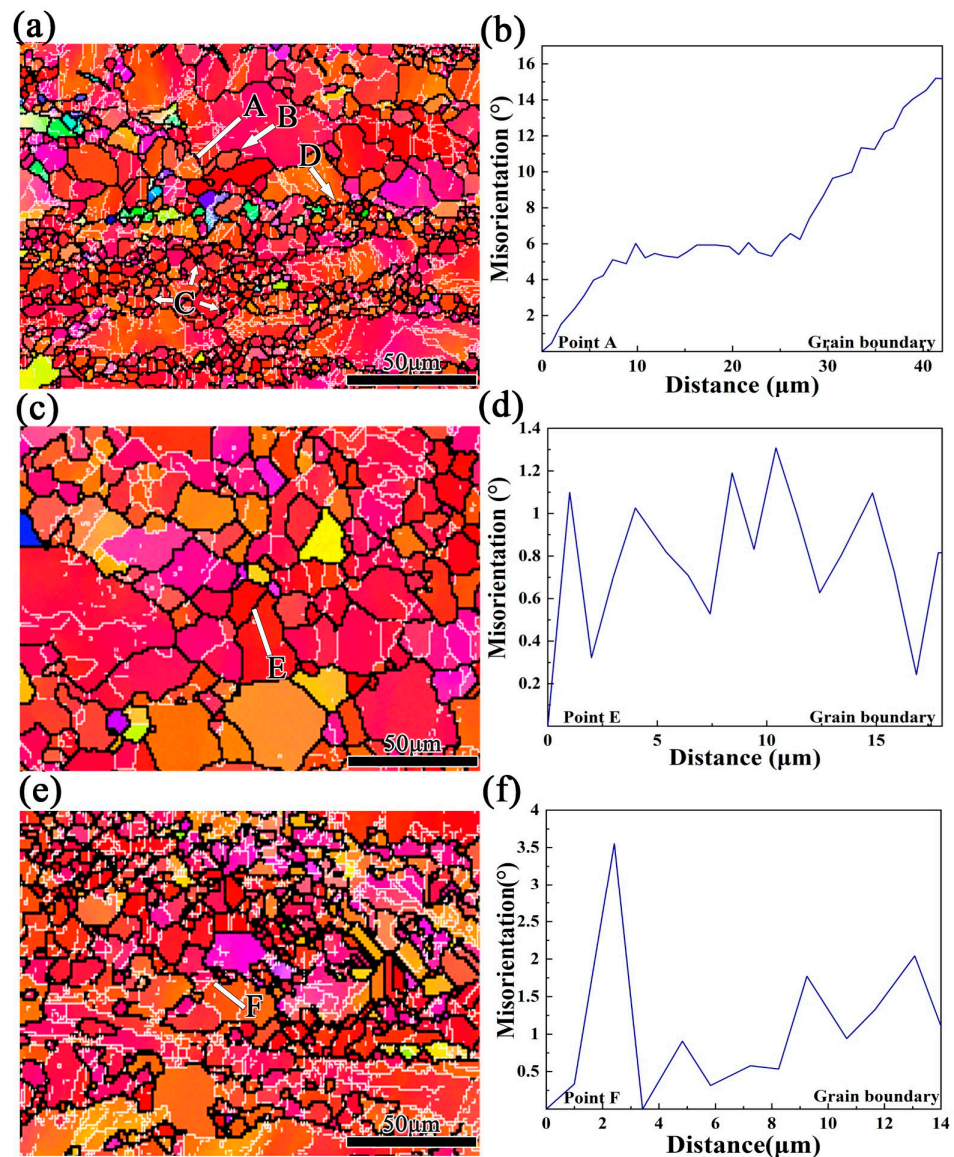 (a)
A
B
D
C
50μm
(b)
Misorientation (°)
16
14
12
10
8
6
4
2
Point A
Grain boundary
0
10
20
30
40
Distance (μm)
(c)
E
50μm
(d)
Misorientation (°)
1.4
1.2
1
0.8
0.6
0.4
0.2
Point E
Grain boundary
0
5
10
15
Distance (μm)
(e)
F
50μm
(f)
Misorientation(°)
4
3.5
3
2.5
2
1.5
1
0.5
Point F
Grain boundary
0
2
4
6
8
10
12
14
Distance(μm)